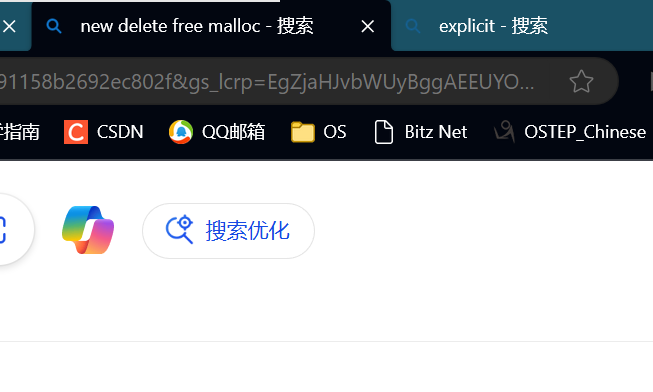 new delete free malloc - 搜索 explicit - 搜索
91158b2692ec802f&gs_lcrp=EgZjaHJvbWUyBggAEEUYO...
指南 CSDN QQ邮箱 OS Bitz Net OSTEP_Chinese
搜索优化